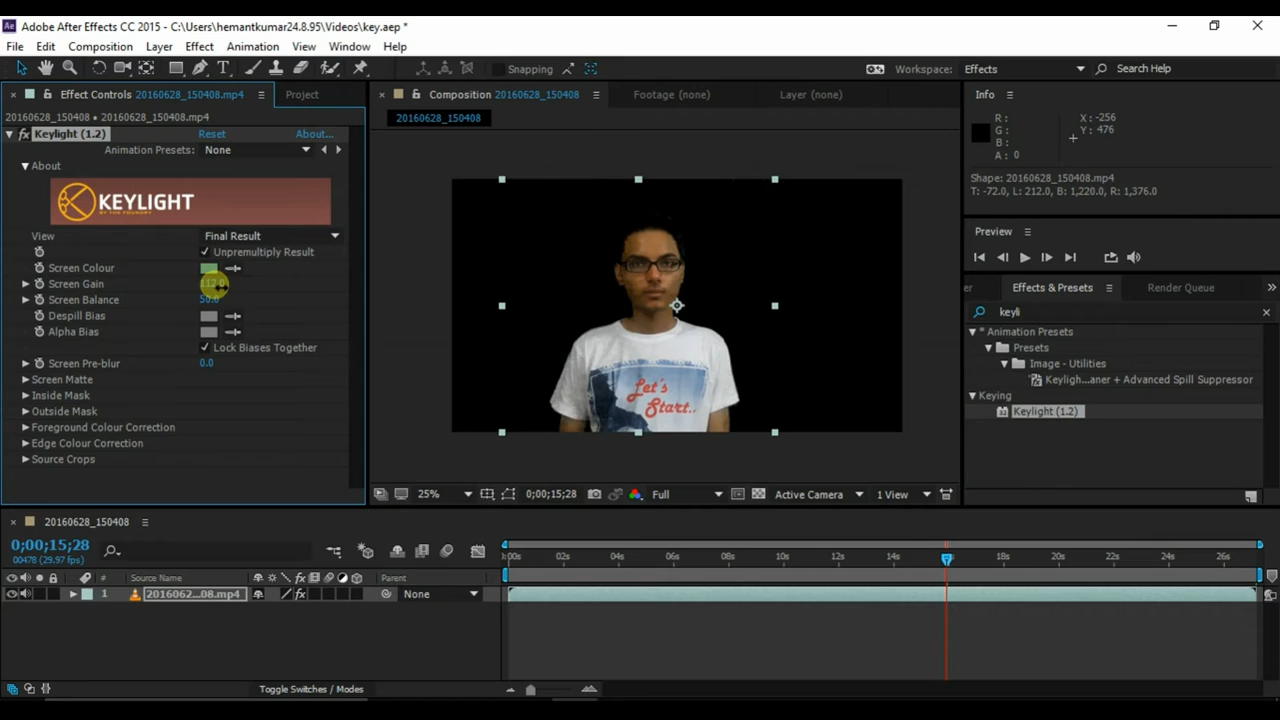 Adobe After Effects CC 2015 - C:\Users\hemantkumar24.8.95\Videos\key.aep *
File Edit Composition Layer Effect Animation View Window Help
Snapping
Workspace: Effects
Search Help
Effect Controls 20160628_150408.mp4
Project
Composition 20160628_150408
Footage (none)
Layer (none)
Info
20160628_150408 • 20160628_150408.mp4
20160628_150408
R: X: -256
G: Y: 476
B:
A: 0
Keylight (1.2) Reset About...
Animation Presets: None
About
KEYLIGHT
BY THE FOUNDRY
View Final Result
Unpremultiply Result
Screen Colour
Screen Gain 112.0
Screen Balance 50.0
Despill Bias
Alpha Bias
Lock Biases Together
Screen Pre-blur 0.0
Screen Matte
Inside Mask
Outside Mask
Foreground Colour Correction
Edge Colour Correction
Source Crops
Let's
Start..
Shape: 20160628_150408.mp4
T: -72.0, L: 212.0, B: 1,220.0, R: 1,376.0
Preview
Effects & Presets
Render Queue
keyli
* Animation Presets
Presets
Image - Utilities
Keyligh...aner + Advanced Spill Suppressor
Keying
Keylight (1.2)
25% 0;00;15;28 Full Active Camera 1 View
20160628_150408
0;00;15;28
00478 (29.97 fps)
:00s 02s 04s 06s 08s 10s 12s 14s 18s 20s 22s 24s 26s
# Source Name Parent
1 2016062...08.mp4 None
Toggle Switches / Modes